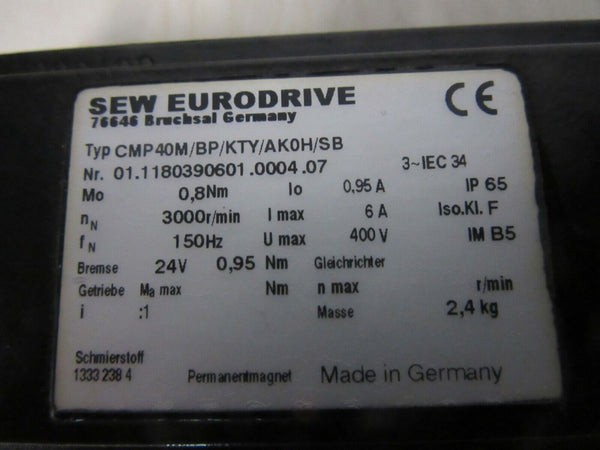 SEW EURODRIVE CE
76646 Bruchsal Germany
Typ CMP40M/BP/KTY/AK0H/SB
Nr. 01.1180390601.0004.07 3~IEC 34
Mo 0,8Nm Io 0,95 A IP 65
nN 3000r/min I max 6 A Iso.Kl. F
fN 150Hz U max 400 V IM B5
Bremse 24V 0,95 Nm Gleichrichter
Getriebe Ma max Nm n max r/min
i :1 Masse 2,4 kg
Schmierstoff
1333 238 4 Permanentmagnet Made in Germany